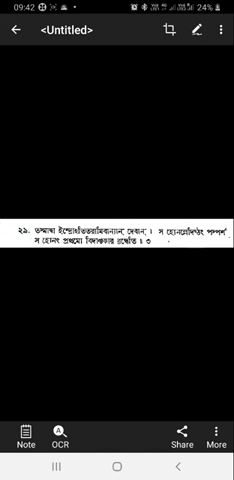 09:42
24%
<Untitled>
২৯. তস্মাদ্বা ইন্দ্রোঽতিতরামিবান্যান্ দেবান্ । স হ্যেনন্নেদিষ্ঠং পস্পর্শ
স হ্যেনৎ প্রথমো বিদাঞ্চকার ব্রহ্মেতি ॥ ৩
Note OCR Share More